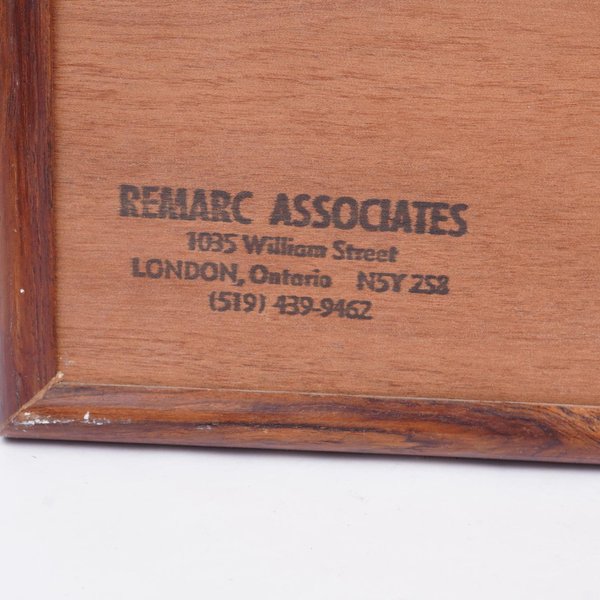 REMARC ASSOCIATES
1035 William Street
LONDON, Ontario N5Y 2S8
(519) 439-9462